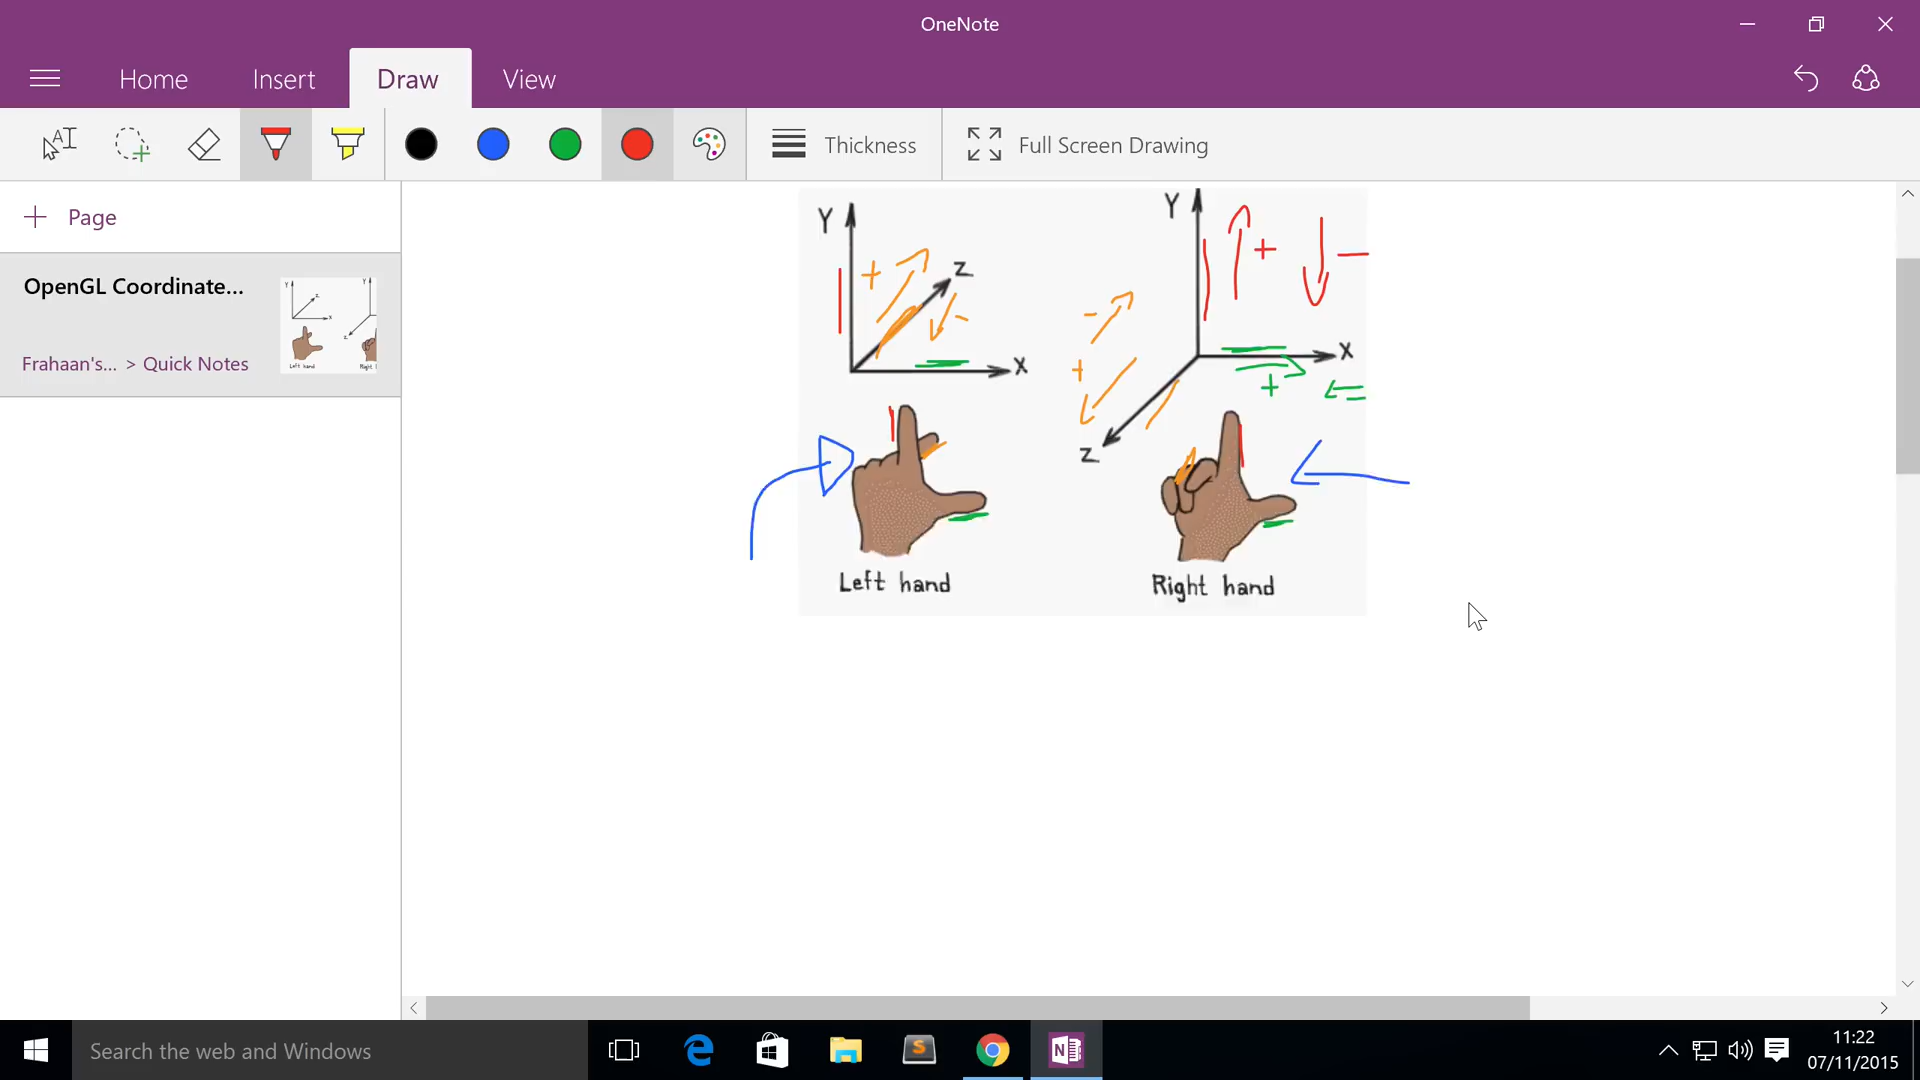 OneNote
Home Insert Draw View
Thickness Full Screen Drawing
Page
OpenGL Coordinate...
Frahaan's... > Quick Notes
Y
+
Z
-
X
Left hand
Y
+
-
-
+
X
+
-
Z
Right hand
Search the web and Windows
11:22
07/11/2015